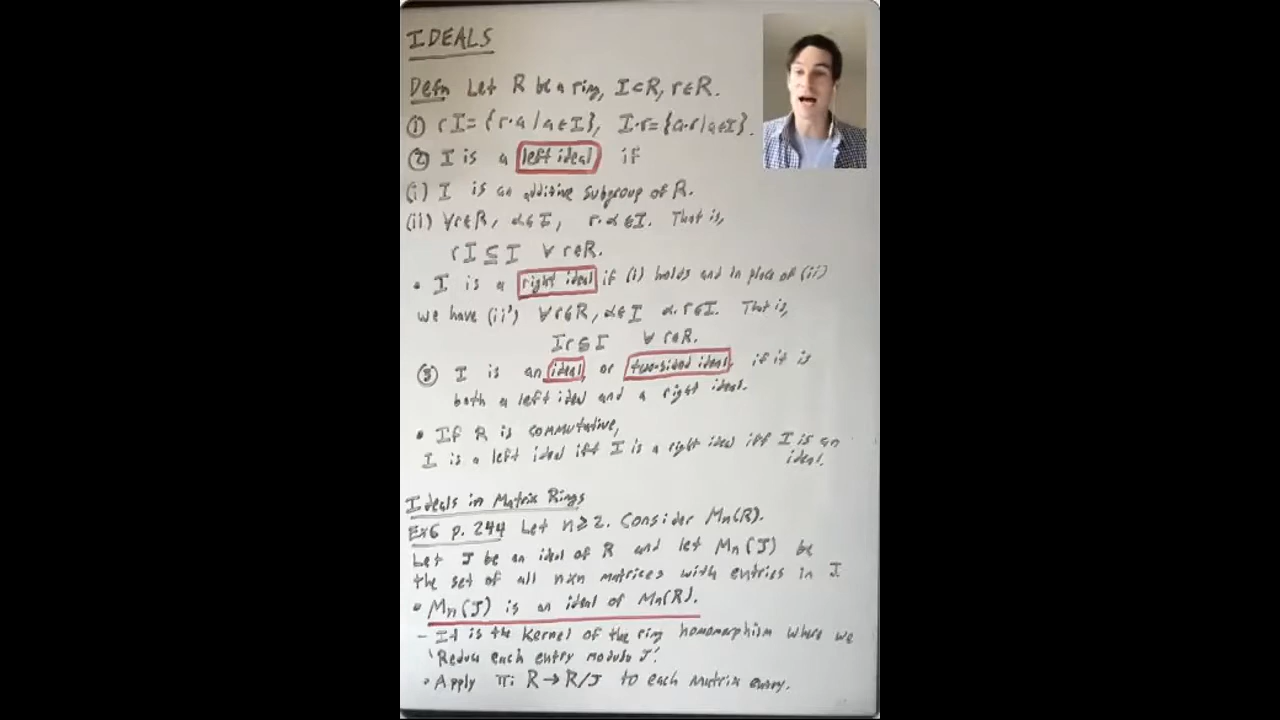 IDEALS
Defn Let R be a ring, I⊂R, r∈R.
① rI={r·a/a∈I}, I·r={a·r/a∈I}.
② I is a left ideal if
(i) I is an additive subgroup of R.
(ii) ∀r∈R, α∈I, r·α∈I. That is,
rI⊆I ∀ r∈R.
• I is a right ideal if (i) holds and in place of (ii)
we have (ii') ∀r∈R, α∈I α·r∈I. That is,
Ir⊆I ∀ r∈R.
③ I is an ideal, or two-sided ideal, if it is
both a left ideal and a right ideal.
• If R is commutative,
I is a left ideal iff I is a right ideal iff I is an
ideal.
Ideals in Matrix Rings
Ex6 p. 244 Let n≥2. Consider Mn(R).
Let J be an ideal of R and let Mn(J) be
the set of all nxn matrices with entries in J.
• Mn(J) is an ideal of Mn(R).
- It is the kernel of the ring homomorphism where we
'Reduce each entry modulo J'.
• Apply π: R→R/J to each matrix entry.